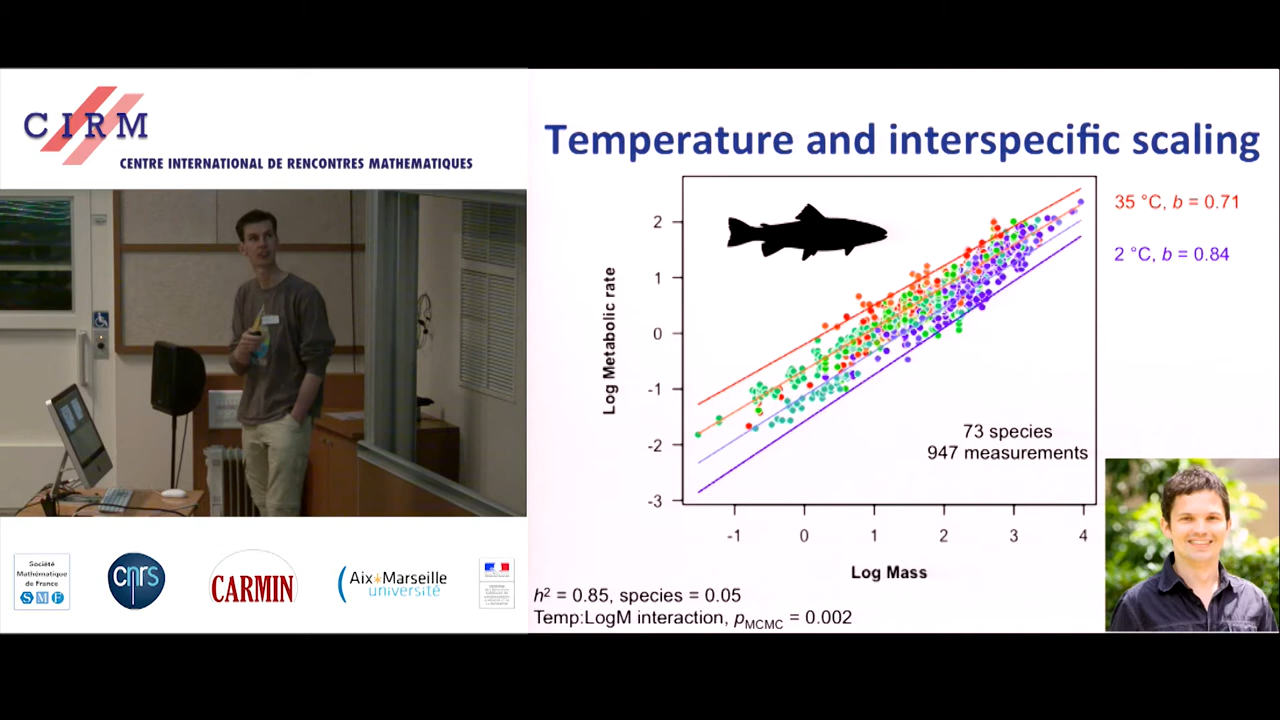 CIRM
CENTRE INTERNATIONAL DE RENCONTRES MATHEMATIQUES
Temperature and interspecific scaling
35 °C, b = 0.71
2 °C, b = 0.84
Log Metabolic rate
2
1
0
-1
-2
-3
73 species
947 measurements
-1
0
1
2
3
4
Log Mass
h² = 0.85, species = 0.05
Temp:LogM interaction, pMCMC = 0.002
Société
Mathématique
de France
SMF
cnrs
CARMIN
Aix*Marseille
université